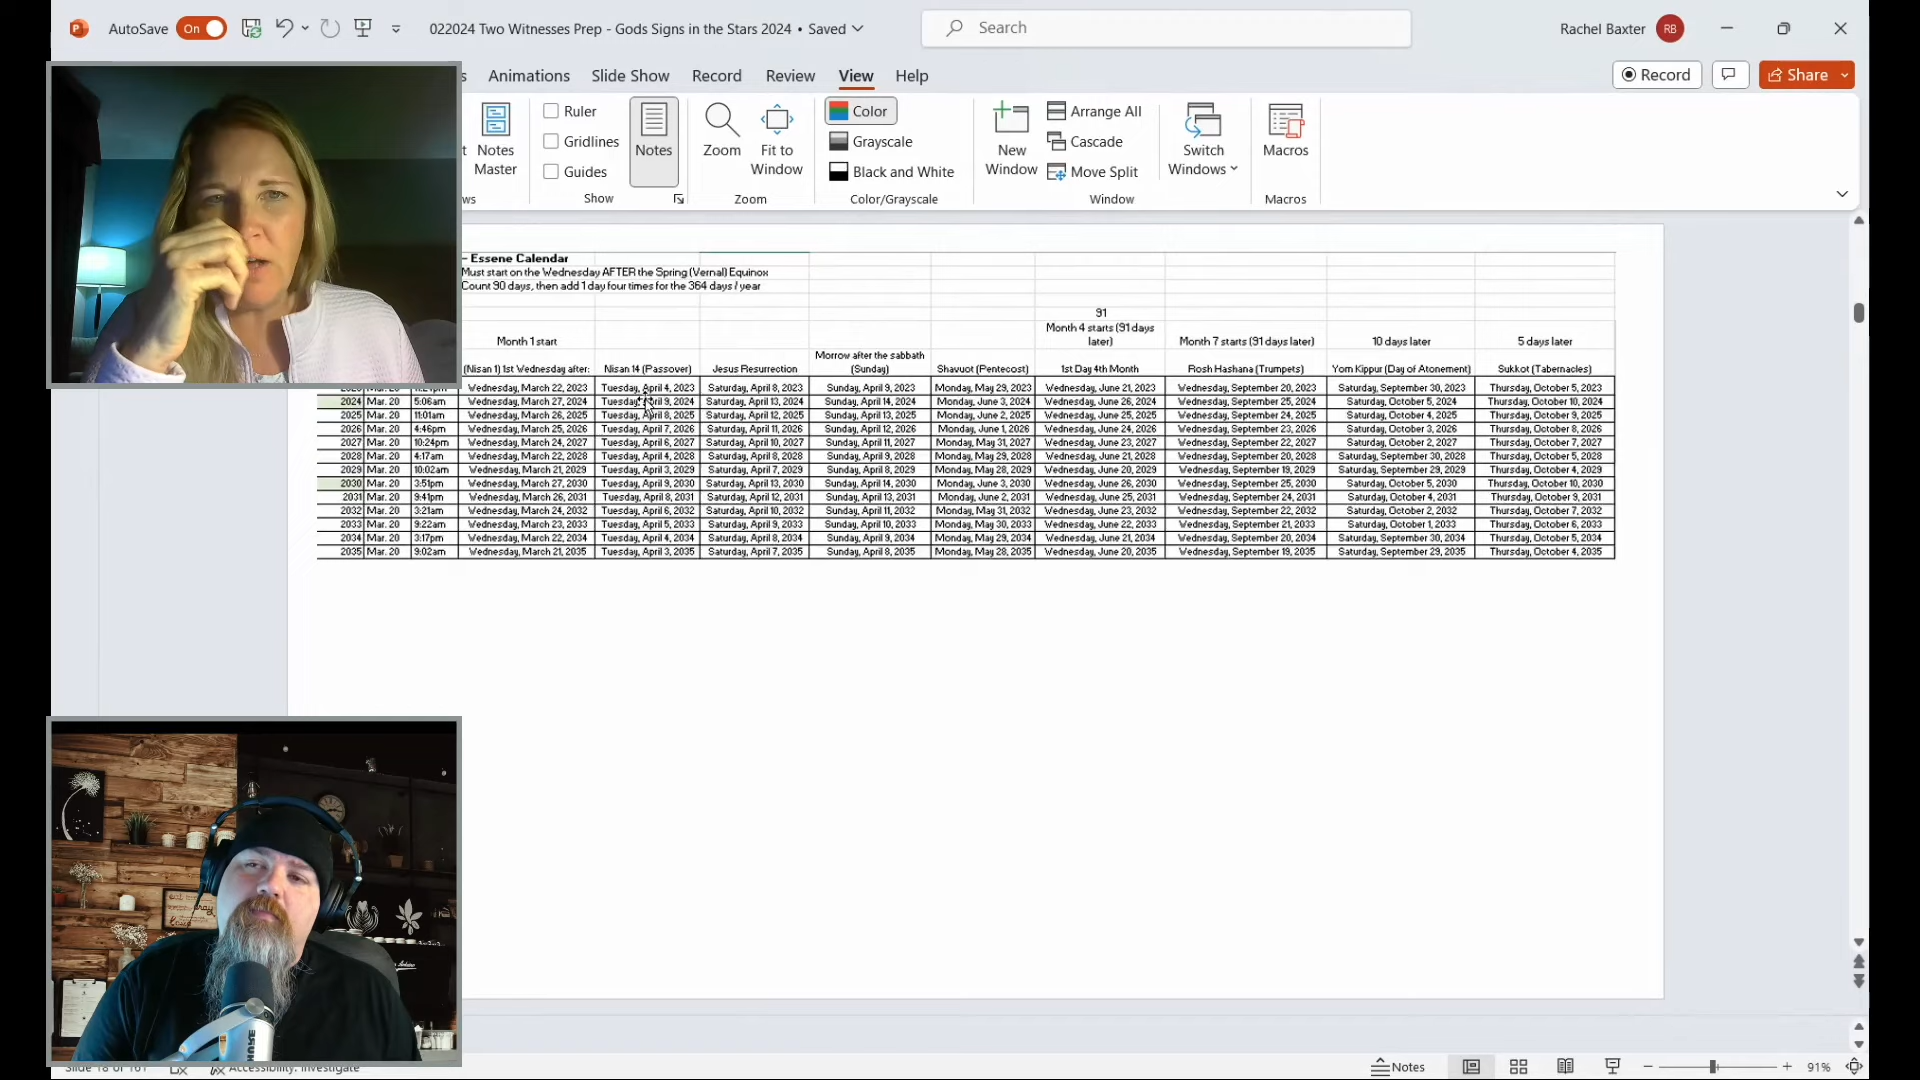 AutoSave On 022024 Two Witnesses Prep - Gods Signs in the Stars 2024 • Saved Search Rachel Baxter RB
Animations Slide Show Record Review View Help Record Share
Notes Master
Ruler
Gridlines
Guides
Notes
Show
Zoom
Fit to Window
Zoom
Color
Grayscale
Black and White
Color/Grayscale
New Window
Arrange All
Cascade
Move Split
Switch Windows
Window
Macros
Macros
- Essene Calendar
Must start on the Wednesday AFTER the Spring (Vernal) Equinox
Count 90 days, then add 1 day four times for the 364 days / year
91
Month 1 start Month 4 starts (91 days later) Month 7 starts (91 days later) 10 days later 5 days later
(Nisan 1) 1st Wednesday after: Nisan 14 (Passover) Jesus Resurrection Morrow after the sabbath (Sunday) Shavuot (Pentecost) 1st Day 4th Month Rosh Hashana (Trumpets) Yom Kippur (Day of Atonement) Sukkot (Tabernacles)
Wednesday, March 22, 2023 Tuesday, April 4, 2023 Saturday, April 8, 2023 Sunday, April 9, 2023 Monday, May 29, 2023 Wednesday, June 21, 2023 Wednesday, September 20, 2023 Saturday, September 30, 2023 Thursday, October 5, 2023
2024 Mar. 20 5:06am Wednesday, March 27, 2024 Tuesday, April 9, 2024 Saturday, April 13, 2024 Sunday, April 14, 2024 Monday, June 3, 2024 Wednesday, June 26, 2024 Wednesday, September 25, 2024 Saturday, October 5, 2024 Thursday, October 10, 2024
2025 Mar. 20 11:01am Wednesday, March 26, 2025 Tuesday, April 8, 2025 Saturday, April 12, 2025 Sunday, April 13, 2025 Monday, June 2, 2025 Wednesday, June 25, 2025 Wednesday, September 24, 2025 Saturday, October 4, 2025 Thursday, October 9, 2025
2026 Mar. 20 4:46pm Wednesday, March 25, 2026 Tuesday, April 7, 2026 Saturday, April 11, 2026 Sunday, April 12, 2026 Monday, June 1, 2026 Wednesday, June 24, 2026 Wednesday, September 23, 2026 Saturday, October 3, 2026 Thursday, October 8, 2026
2027 Mar. 20 10:24pm Wednesday, March 24, 2027 Tuesday, April 6, 2027 Saturday, April 10, 2027 Sunday, April 11, 2027 Monday, May 31, 2027 Wednesday, June 23, 2027 Wednesday, September 22, 2027 Saturday, October 2, 2027 Thursday, October 7, 2027
2028 Mar. 20 4:17am Wednesday, March 22, 2028 Tuesday, April 4, 2028 Saturday, April 8, 2028 Sunday, April 9, 2028 Monday, May 29, 2028 Wednesday, June 21, 2028 Wednesday, September 20, 2028 Saturday, September 30, 2028 Thursday, October 5, 2028
2029 Mar. 20 10:02am Wednesday, March 21, 2029 Tuesday, April 3, 2029 Saturday, April 7, 2029 Sunday, April 8, 2029 Monday, May 28, 2029 Wednesday, June 20, 2029 Wednesday, September 19, 2029 Saturday, September 29, 2029 Thursday, October 4, 2029
2030 Mar. 20 3:51pm Wednesday, March 27, 2030 Tuesday, April 9, 2030 Saturday, April 13, 2030 Sunday, April 14, 2030 Monday, June 3, 2030 Wednesday, June 26, 2030 Wednesday, September 25, 2030 Saturday, October 5, 2030 Thursday, October 10, 2030
2031 Mar. 20 9:41pm Wednesday, March 26, 2031 Tuesday, April 8, 2031 Saturday, April 12, 2031 Sunday, April 13, 2031 Monday, June 2, 2031 Wednesday, June 25, 2031 Wednesday, September 24, 2031 Saturday, October 4, 2031 Thursday, October 9, 2031
2032 Mar. 20 3:21am Wednesday, March 24, 2032 Tuesday, April 6, 2032 Saturday, April 10, 2032 Sunday, April 11, 2032 Monday, May 31, 2032 Wednesday, June 23, 2032 Wednesday, September 22, 2032 Saturday, October 2, 2032 Thursday, October 7, 2032
2033 Mar. 20 9:22am Wednesday, March 23, 2033 Tuesday, April 5, 2033 Saturday, April 9, 2033 Sunday, April 10, 2033 Monday, May 30, 2033 Wednesday, June 22, 2033 Wednesday, September 21, 2033 Saturday, October 1, 2033 Thursday, October 6, 2033
2034 Mar. 20 3:17pm Wednesday, March 22, 2034 Tuesday, April 4, 2034 Saturday, April 8, 2034 Sunday, April 9, 2034 Monday, May 29, 2034 Wednesday, June 21, 2034 Wednesday, September 20, 2034 Saturday, September 30, 2034 Thursday, October 5, 2034
2035 Mar. 20 9:02am Wednesday, March 21, 2035 Tuesday, April 3, 2035 Saturday, April 7, 2035 Sunday, April 8, 2035 Monday, May 28, 2035 Wednesday, June 20, 2035 Wednesday, September 19, 2035 Saturday, September 29, 2035 Thursday, October 4, 2035
Slide 18 of 161 Accessibility: Investigate Notes 91%